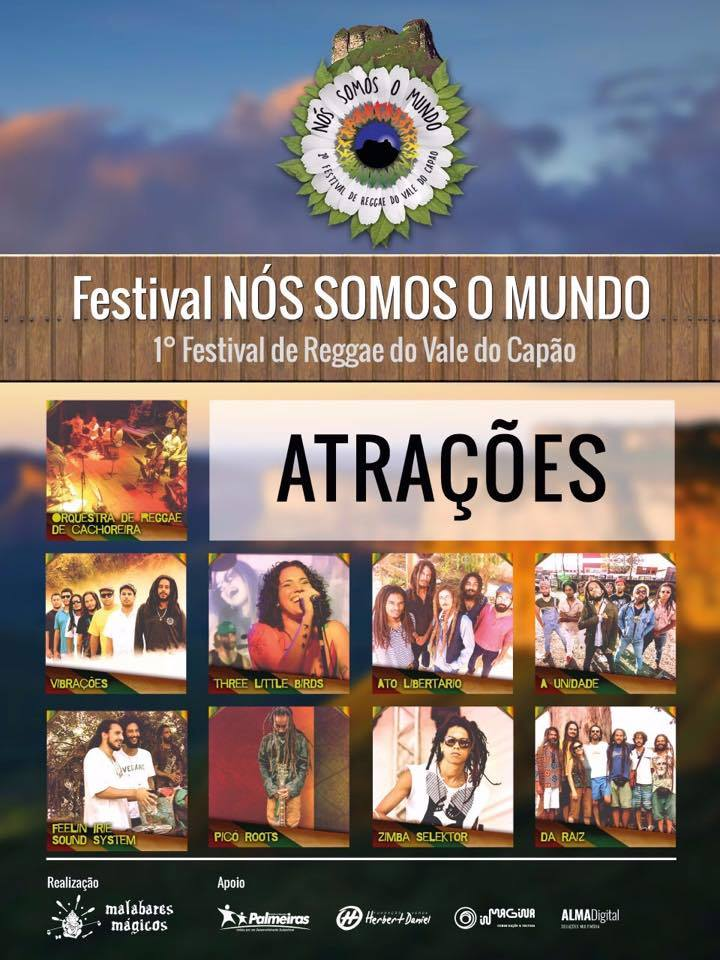 NÓS SOMOS O MUNDO
1º FESTIVAL DE REGGAE DO VALE DO CAPÃO
Festival NÓS SOMOS O MUNDO
1° Festival de Reggae do Vale do Capão
ATRAÇÕES
ORQUESTRA DE REGGAE
DE CACHOREIRA
VIBRAÇÕES
THREE LITTLE BIRDS
ATO LIBERTÁRIO
A UNIDADE
FEELIN IRIE
SOUND SYSTEM
PICO ROOTS
ZIMBA SELEKTOR
DA RAIZ
Realização
Apoio
malabares
mágicos
Palmeiras
Herbert Daniel
INMAGINA
ALMADigital